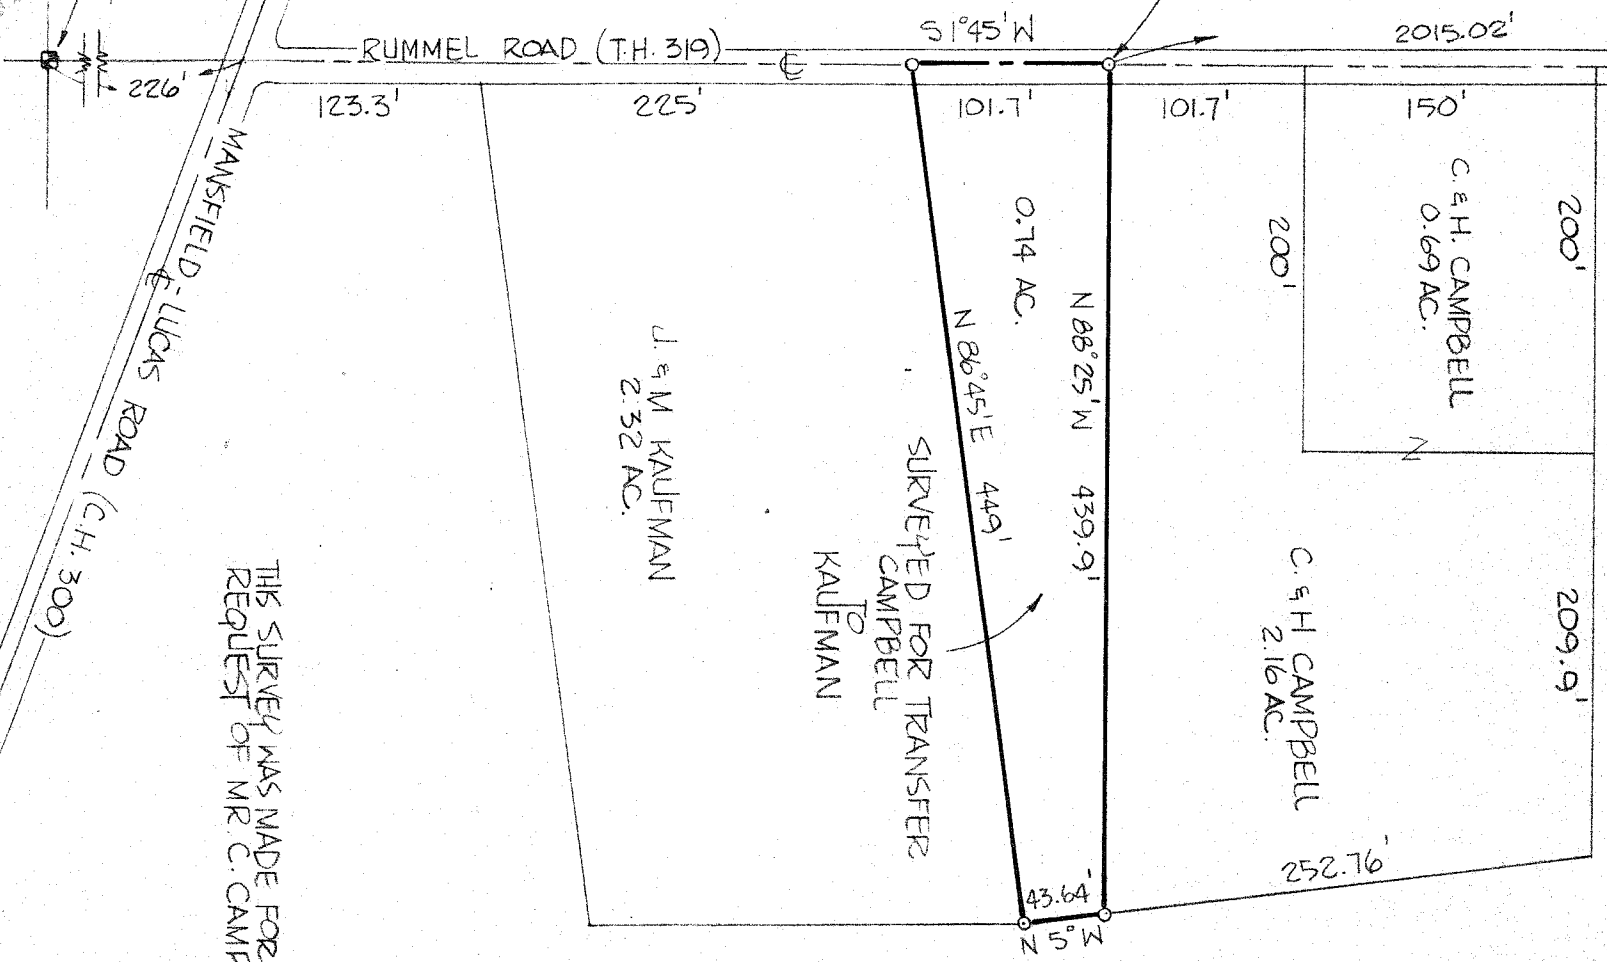 S 1°45' W
2015.02'
RUMMEL ROAD (T.H. 319)
226'
123.3'
225'
101.7'
101.7'
150'
MANSFIELD-LUCAS ROAD (C.H. 300)
C. & H. CAMPBELL
0.69 AC.
200'
200'
0.74 AC.
N 88°25' W 439.9'
N 86°45' E 449'
J. & M KAUFMAN
2.32 AC.
SURVEYED FOR TRANSFER
CAMPBELL
TO
KAUFMAN
C. & H CAMPBELL
2.16 AC.
209.9'
THIS SURVEY WAS MADE FOR
REQUEST OF MR. C. CAMP
252.76'
43.64'
N 5° W